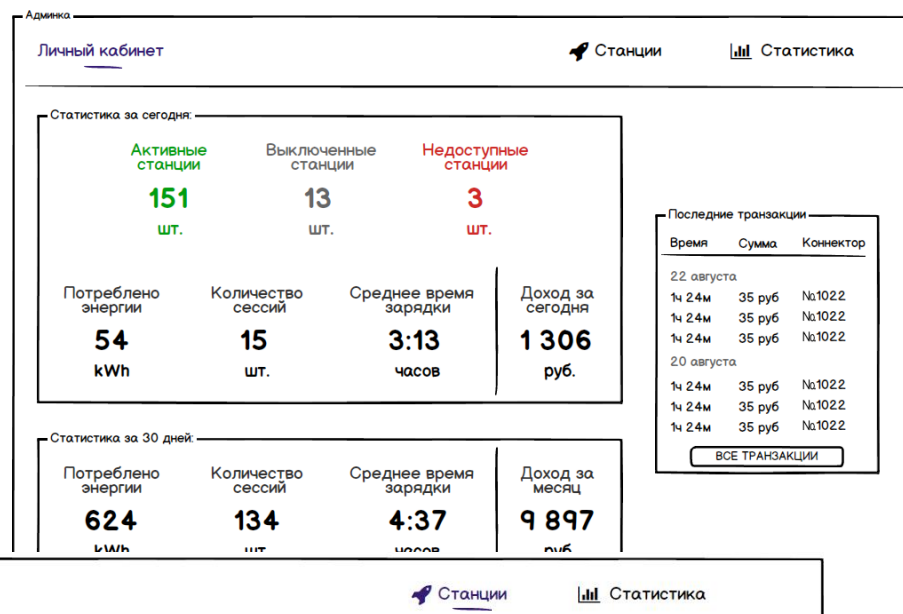 Админка
Личный кабинет Станции Статистика
Статистика за сегодня:
Активные станции
151
шт.
Выключенные станции
13
шт.
Недоступные станции
3
шт.
Потреблено энергии
54
kWh
Количество сессий
15
шт.
Среднее время зарядки
3:13
часов
Доход за сегодня
1 306
руб.
Последние транзакции
Время Сумма Коннектор
22 августа
1ч 24м 35 руб №1022
1ч 24м 35 руб №1022
1ч 24м 35 руб №1022
20 августа
1ч 24м 35 руб №1022
1ч 24м 35 руб №1022
1ч 24м 35 руб №1022
ВСЕ ТРАНЗАКЦИИ
Статистика за 30 дней:
Потреблено энергии
624
kWh
Количество сессий
134
шт.
Среднее время зарядки
4:37
часов
Доход за месяц
9 897
руб.
Станции Статистика